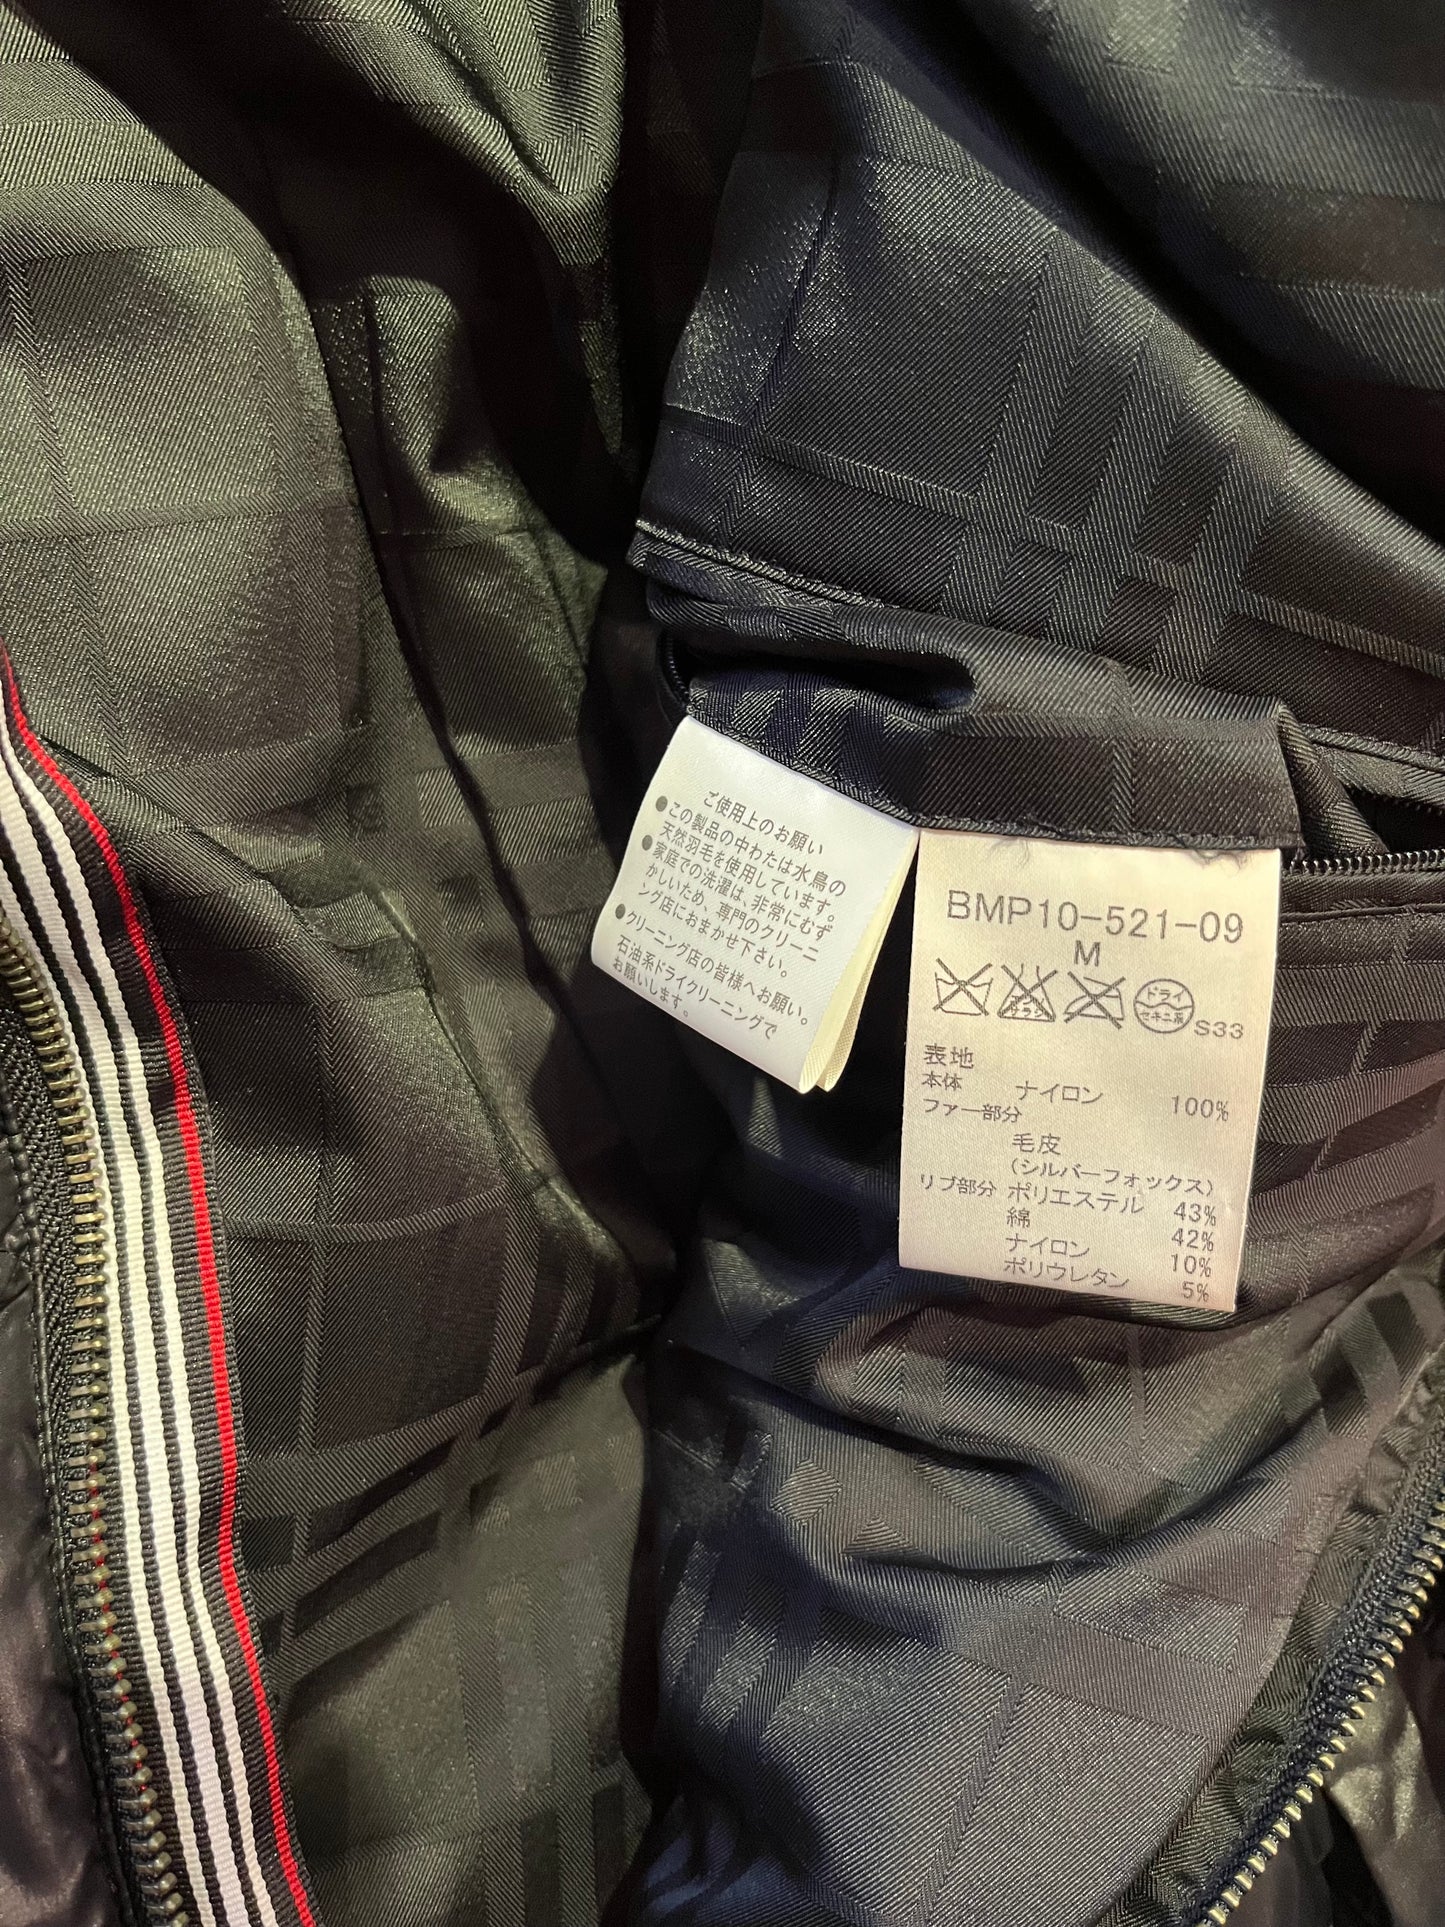 ご使用上のお願い
●この製品の中わたは水鳥の
天然羽毛を使用しています。
●家庭での洗濯は、非常にむず
かしいため、専門のクリーニ
ング店におまかせ下さい。
●クリーニング店の皆様へお願い。
石油系ドライクリーニングで
お願いします。
BMP10-521-09
M
エンソ
サラシ
ドライ
セキユ系
S33
表地
本体 ナイロン 100%
ファー部分
毛皮
(シルバーフォックス)
リブ部分 ポリエステル 43%
綿 42%
ナイロン 10%
ポリウレタン 5%